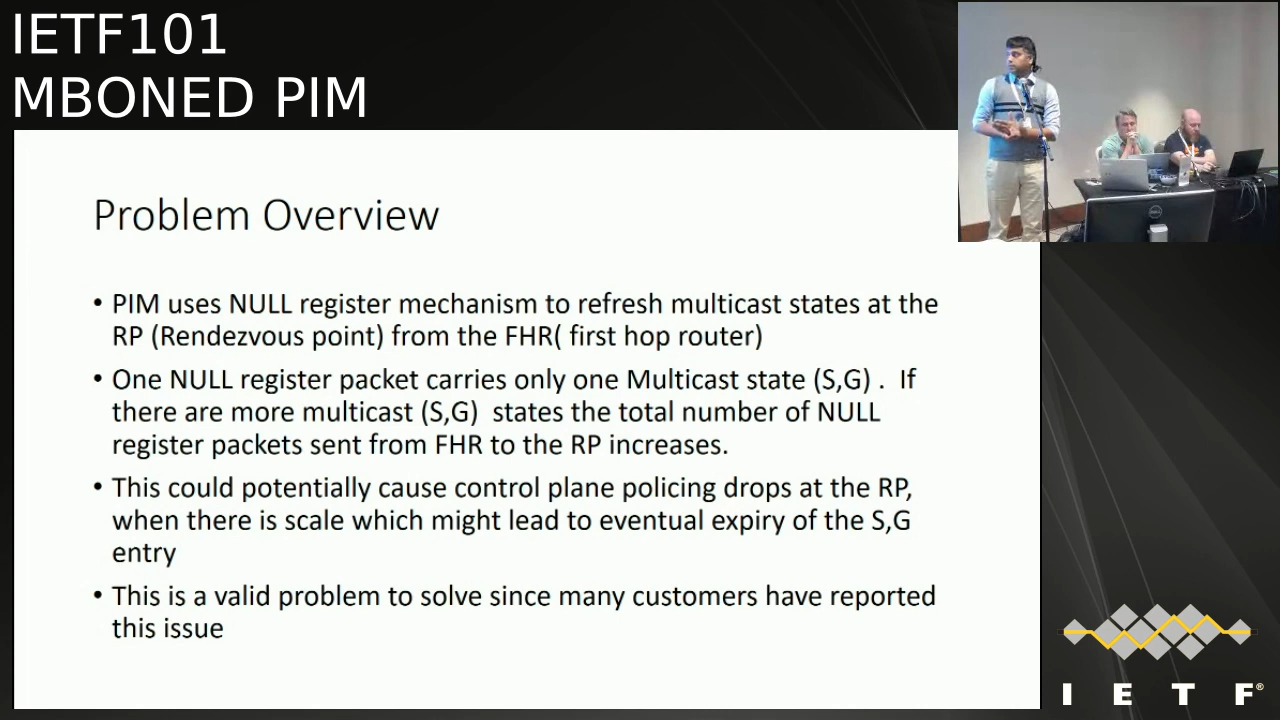 IETF101
MBONED PIM
Problem Overview
• PIM uses NULL register mechanism to refresh multicast states at the
RP (Rendezvous point) from the FHR( first hop router)
• One NULL register packet carries only one Multicast state (S,G) .  If
there are more multicast (S,G)  states the total number of NULL
register packets sent from FHR to the RP increases.
• This could potentially cause control plane policing drops at the RP,
when there is scale which might lead to eventual expiry of the S,G
entry
• This is a valid problem to solve since many customers have reported
this issue
DELL
I E T F®